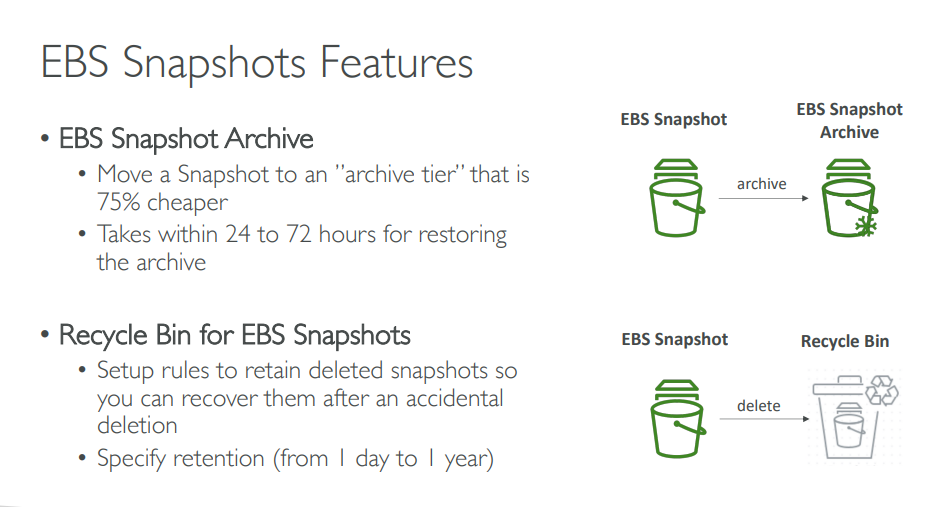 EBS Snapshots Features
• EBS Snapshot Archive
• Move a Snapshot to an ”archive tier” that is
75% cheaper
• Takes within 24 to 72 hours for restoring
the archive
• Recycle Bin for EBS Snapshots
• Setup rules to retain deleted snapshots so
you can recover them after an accidental
deletion
• Specify retention (from 1 day to 1 year)
EBS Snapshot
EBS Snapshot
Archive
archive
EBS Snapshot
Recycle Bin
delete